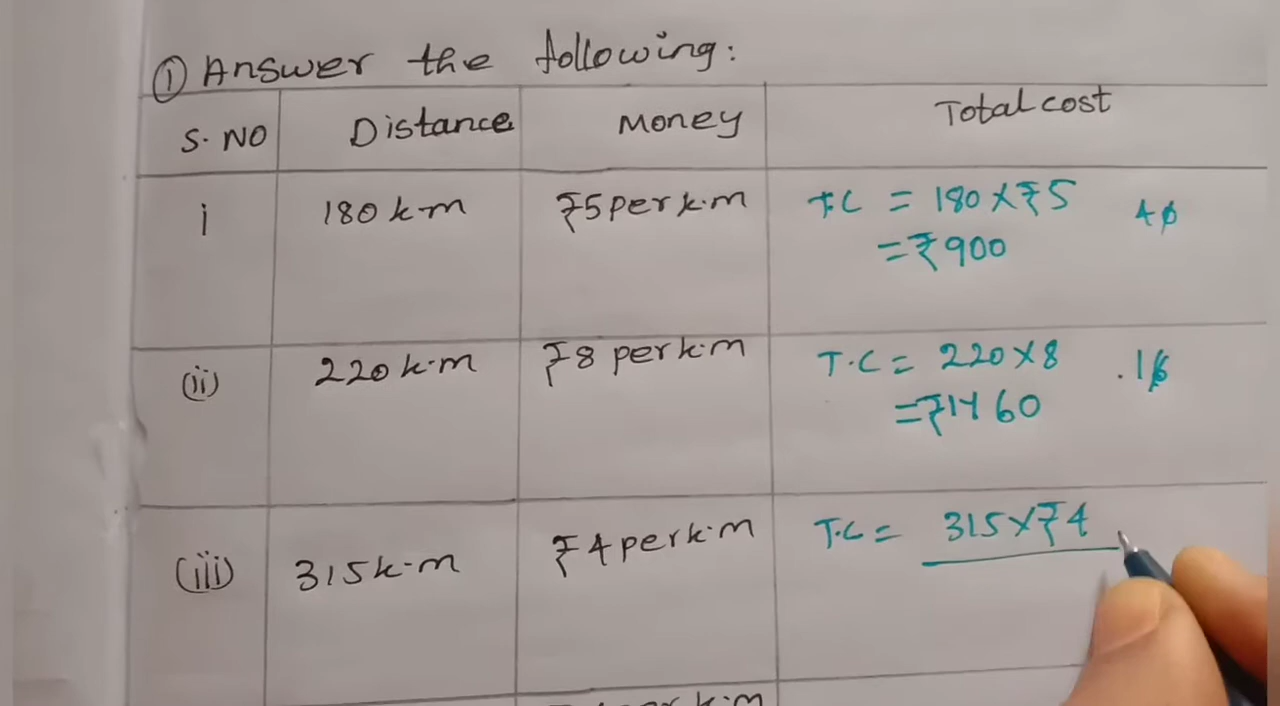 ① Answer the following:
S. NO Distance Money Total cost
i 180 k.m ₹5 per k.m T.C = 180 × ₹5 40
= ₹900
(ii) 220 k.m ₹8 per k.m T.C = 220 × 8 .16
= ₹1460
(iii) 315 k.m ₹4 per k.m T.C = 315 × ₹4
per k.m